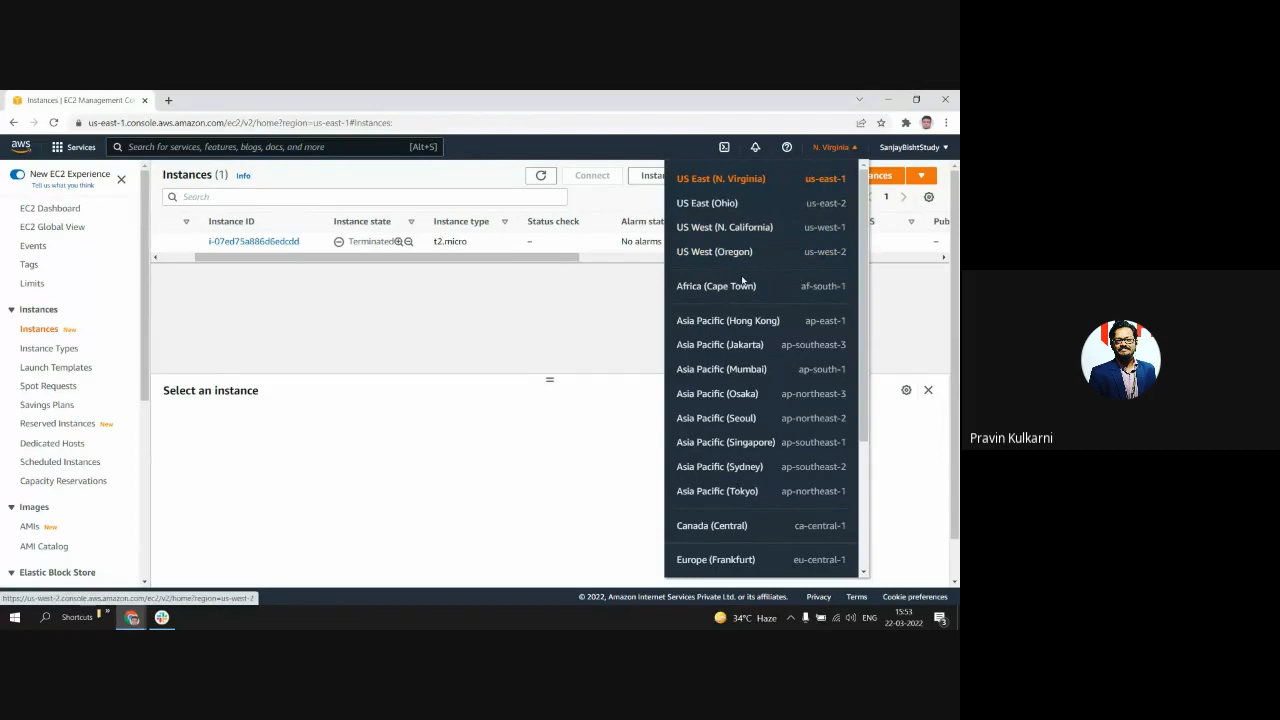 Instances | EC2 Management Co
us-east-1.console.aws.amazon.com/ec2/v2/home?region=us-east-1#Instances:
aws
Services
Search for services, features, blogs, docs, and more
[Alt+S]
N. Virginia
SanjayBishtStudy
New EC2 Experience
Tell us what you think
EC2 Dashboard
EC2 Global View
Events
Tags
Limits
Instances
Instances New
Instance Types
Launch Templates
Spot Requests
Savings Plans
Reserved Instances New
Dedicated Hosts
Scheduled Instances
Capacity Reservations
Images
AMIs New
AMI Catalog
Elastic Block Store
Instances (1) Info
Connect
Instan
ances
Search
1
Instance ID
Instance state
Instance type
Status check
Alarm stat
S
Pub
i-07ed75a886d6edcdd
Terminated
t2.micro
–
No alarms
–
Select an instance
US East (N. Virginia) us-east-1
US East (Ohio) us-east-2
US West (N. California) us-west-1
US West (Oregon) us-west-2
Africa (Cape Town) af-south-1
Asia Pacific (Hong Kong) ap-east-1
Asia Pacific (Jakarta) ap-southeast-3
Asia Pacific (Mumbai) ap-south-1
Asia Pacific (Osaka) ap-northeast-3
Asia Pacific (Seoul) ap-northeast-2
Asia Pacific (Singapore) ap-southeast-1
Asia Pacific (Sydney) ap-southeast-2
Asia Pacific (Tokyo) ap-northeast-1
Canada (Central) ca-central-1
Europe (Frankfurt) eu-central-1
https://us-west-2.console.aws.amazon.com/ec2/v2/home?region=us-west-2
© 2022, Amazon Internet Services Private Ltd. or its affiliates.
Privacy
Terms
Cookie preferences
Shortcuts
34°C Haze
ENG
15:53
22-03-2022
3
Pravin Kulkarni